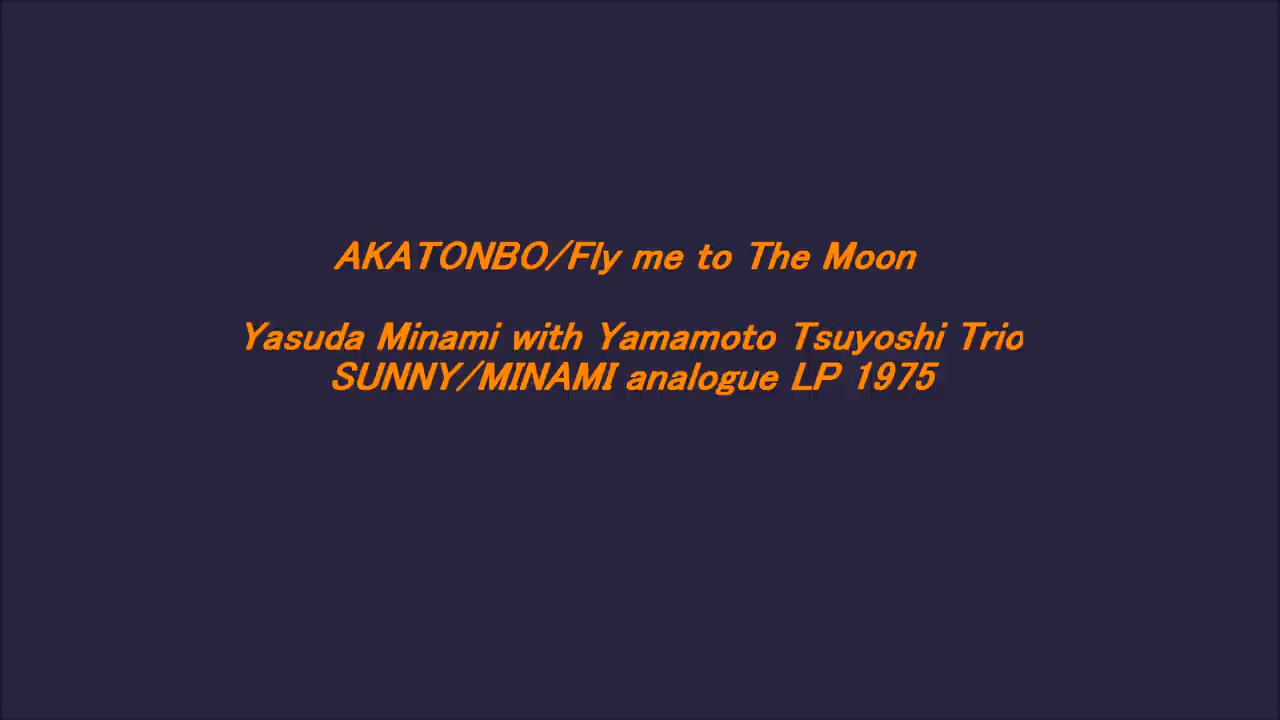 AKATONBO/Fly me to The Moon
Yasuda Minami with Yamamoto Tsuyoshi Trio
SUNNY/MINAMI analogue LP 1975